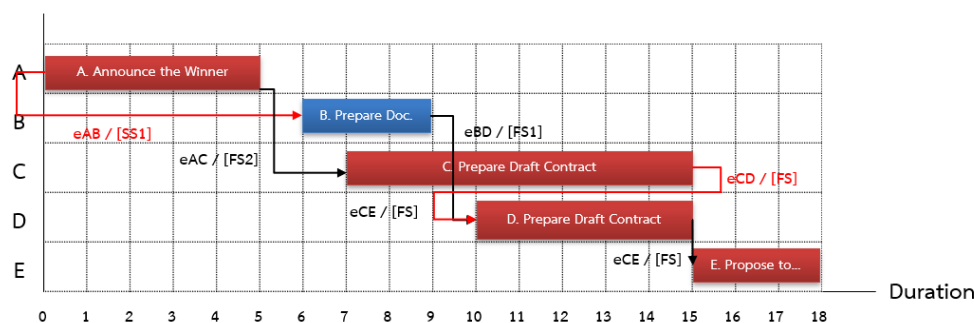 A
A. Announce the Winner
B
B. Prepare Doc.
eAB / [SS1]
eBD / [FS1]
eAC / [FS2]
C
C. Prepare Draft Contract
eCD / [FS]
eCE / [FS]
D
D. Prepare Draft Contract
eCE / [FS]
E
E. Propose to...
Duration
0 1 2 3 4 5 6 7 8 9 10 11 12 13 14 15 16 17 18